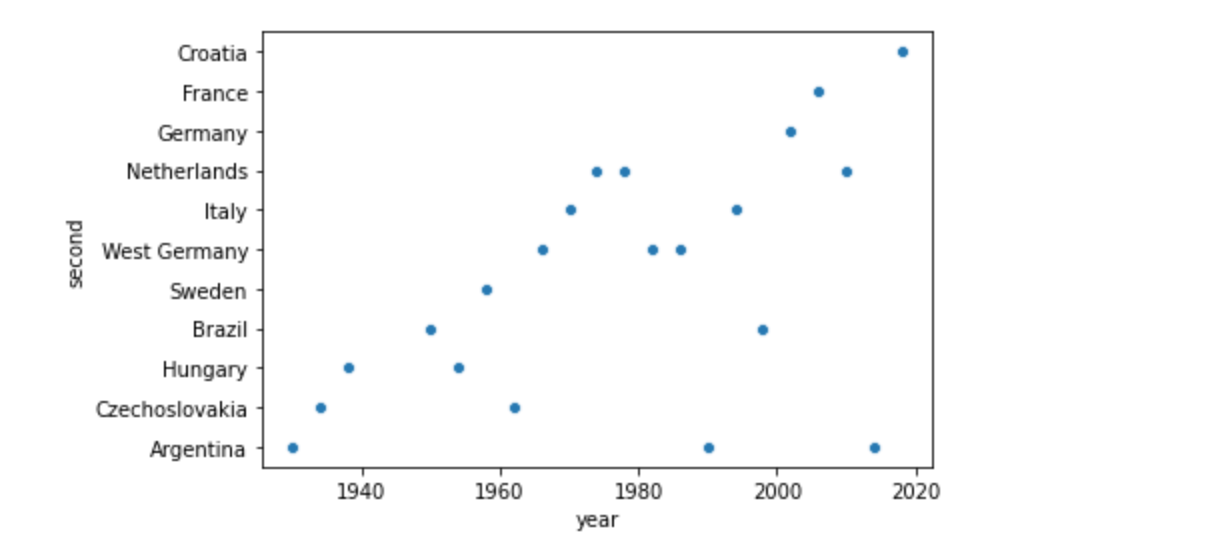 Croatia
France
Germany
Netherlands
Italy
West Germany
Sweden
Brazil
Hungary
Czechoslovakia
Argentina
second
1940 1960 1980 2000 2020
year